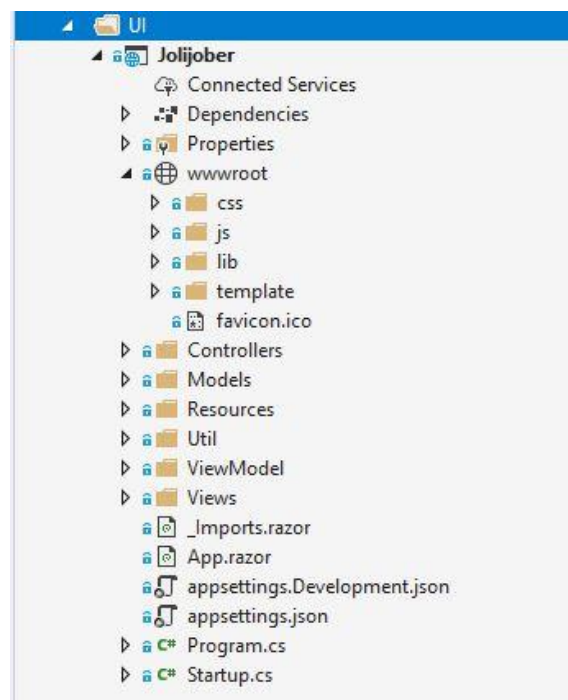 UI
Jolijober
Connected Services
Dependencies
Properties
wwwroot
css
js
lib
template
favicon.ico
Controllers
Models
Resources
Util
ViewModel
Views
_Imports.razor
App.razor
appsettings.Development.json
appsettings.json
C# Program.cs
C# Startup.cs